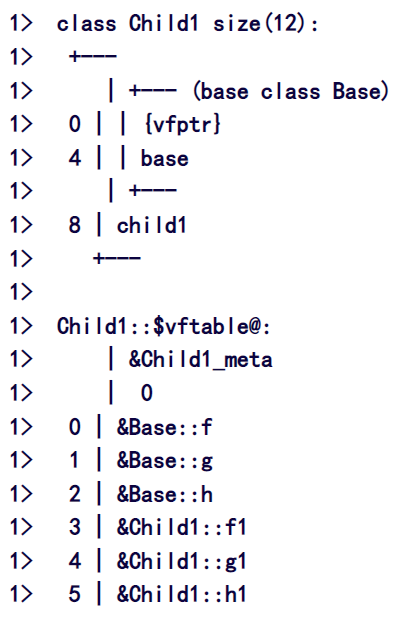 1>  class Child1 size(12):
1>   +---
1>      | +--- (base class Base)
1>   0 | | {vfptr}
1>   4 | | base
1>      | +---
1>   8 | child1
1>     +---
1>
1>  Child1::$vftable@:
1>      | &Child1_meta
1>      |  0
1>   0 | &Base::f
1>   1 | &Base::g
1>   2 | &Base::h
1>   3 | &Child1::f1
1>   4 | &Child1::g1
1>   5 | &Child1::h1